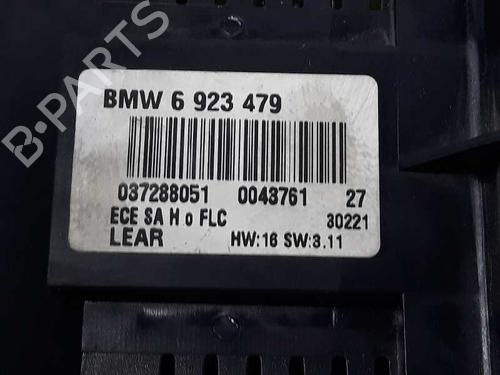 B-PARTS
BMW 6 923 479
037288051 0043761 27
ECE SA H o FLC 30221
LEAR HW:16 SW:3.11